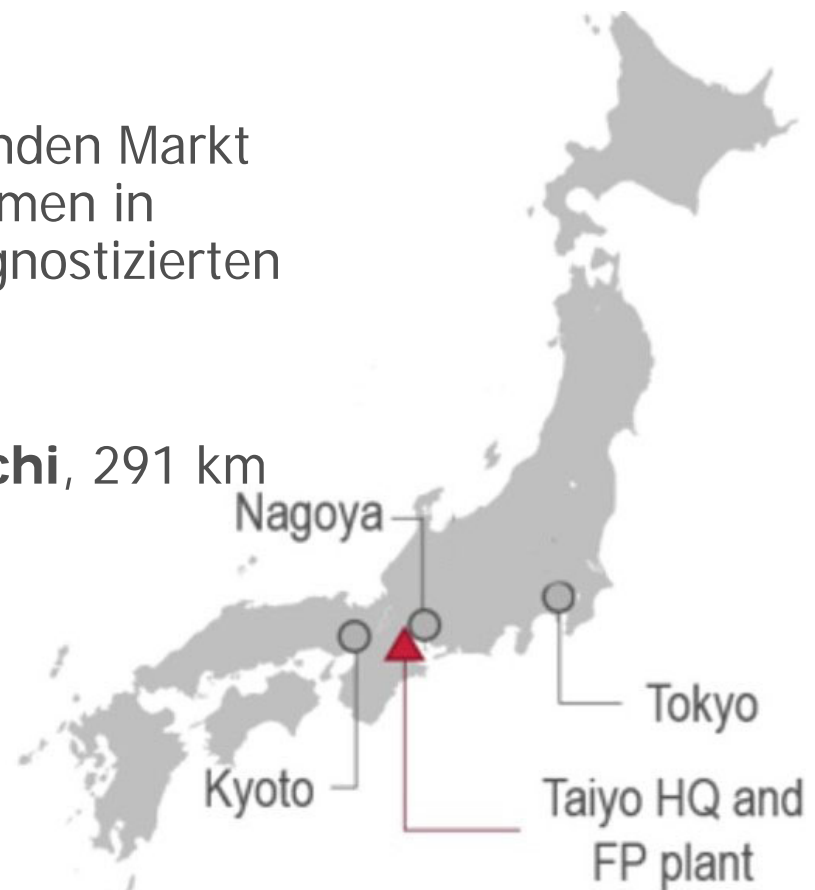 nden Markt
men in
gnostizierten
chi, 291 km
Nagoya
Tokyo
Kyoto
Taiyo HQ and
FP plant